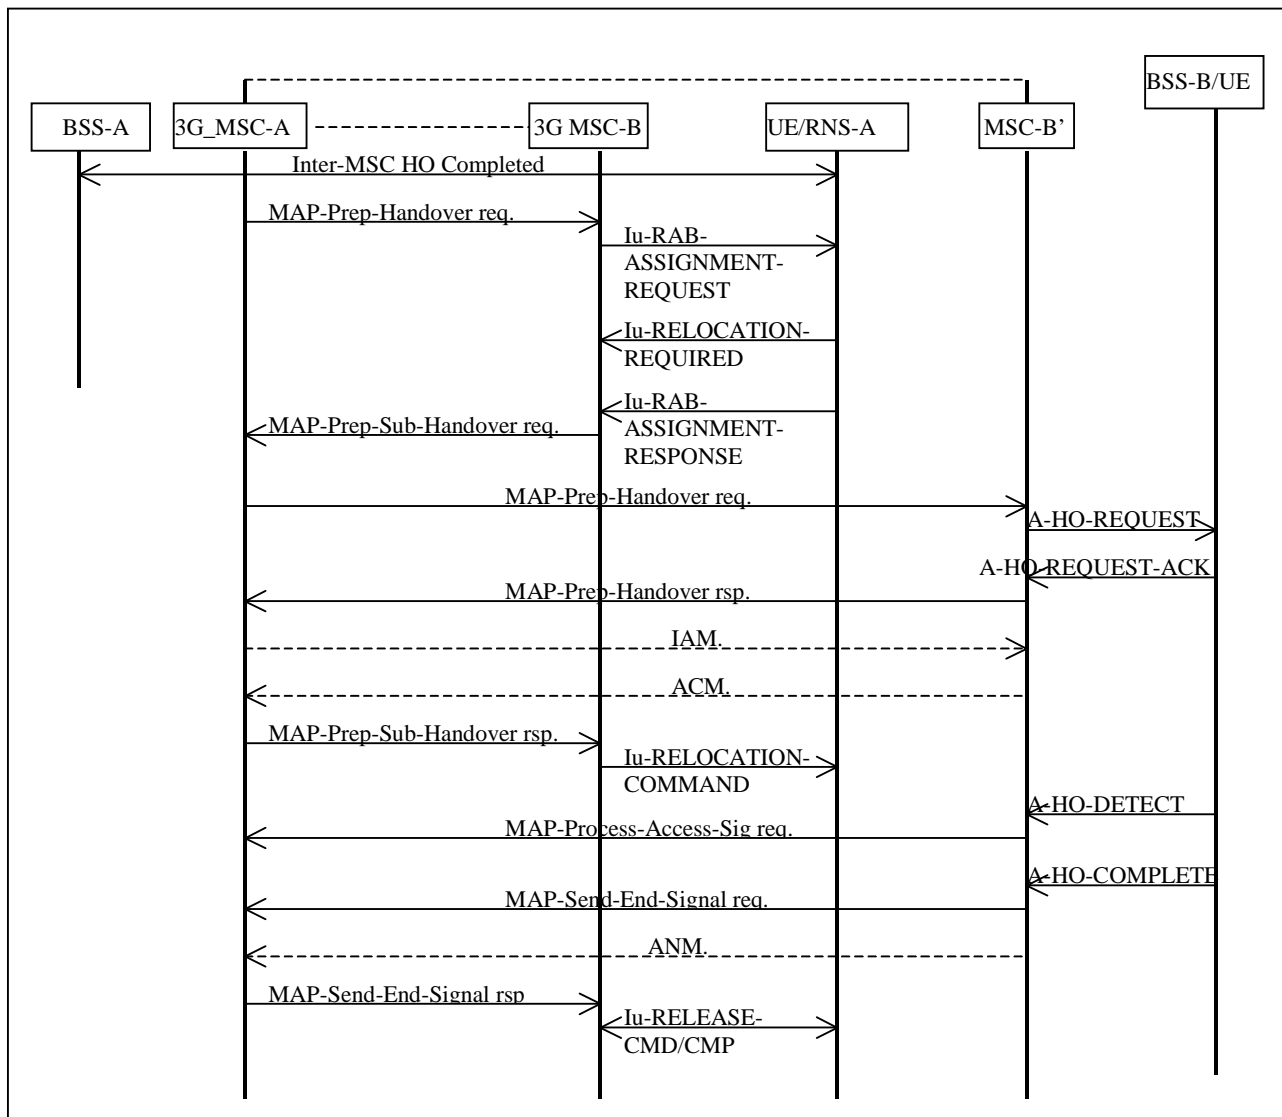 BSS-B/UE
BSS-A
3G_MSC-A
3G MSC-B
UE/RNS-A
MSC-B’
Inter-MSC HO Completed
MAP-Prep-Handover req.
Iu-RAB-
ASSIGNMENT-
REQUEST
Iu-RELOCATION-
REQUIRED
Iu-RAB-
ASSIGNMENT-
RESPONSE
MAP-Prep-Sub-Handover req.
MAP-Prep-Handover req.
A-HO-REQUEST
A-HO-REQUEST-ACK
MAP-Prep-Handover rsp.
IAM.
ACM.
MAP-Prep-Sub-Handover rsp.
Iu-RELOCATION-
COMMAND
A-HO-DETECT
MAP-Process-Access-Sig req.
A-HO-COMPLETE
MAP-Send-End-Signal req.
ANM.
MAP-Send-End-Signal rsp
Iu-RELEASE-
CMD/CMP